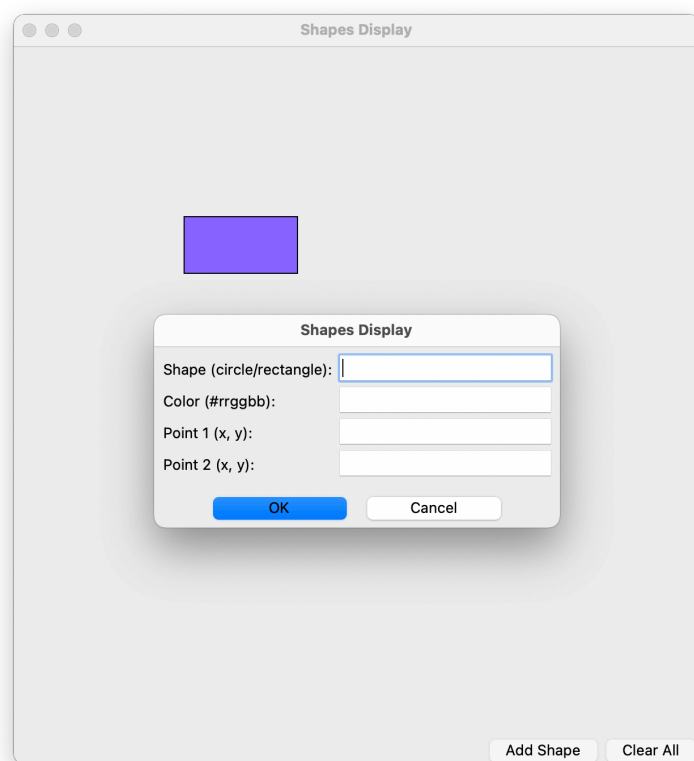 Shapes Display
Shapes Display
Shape (circle/rectangle):
Color (#rrggbb):
Point 1 (x, y):
Point 2 (x, y):
OK Cancel
Add Shape Clear All